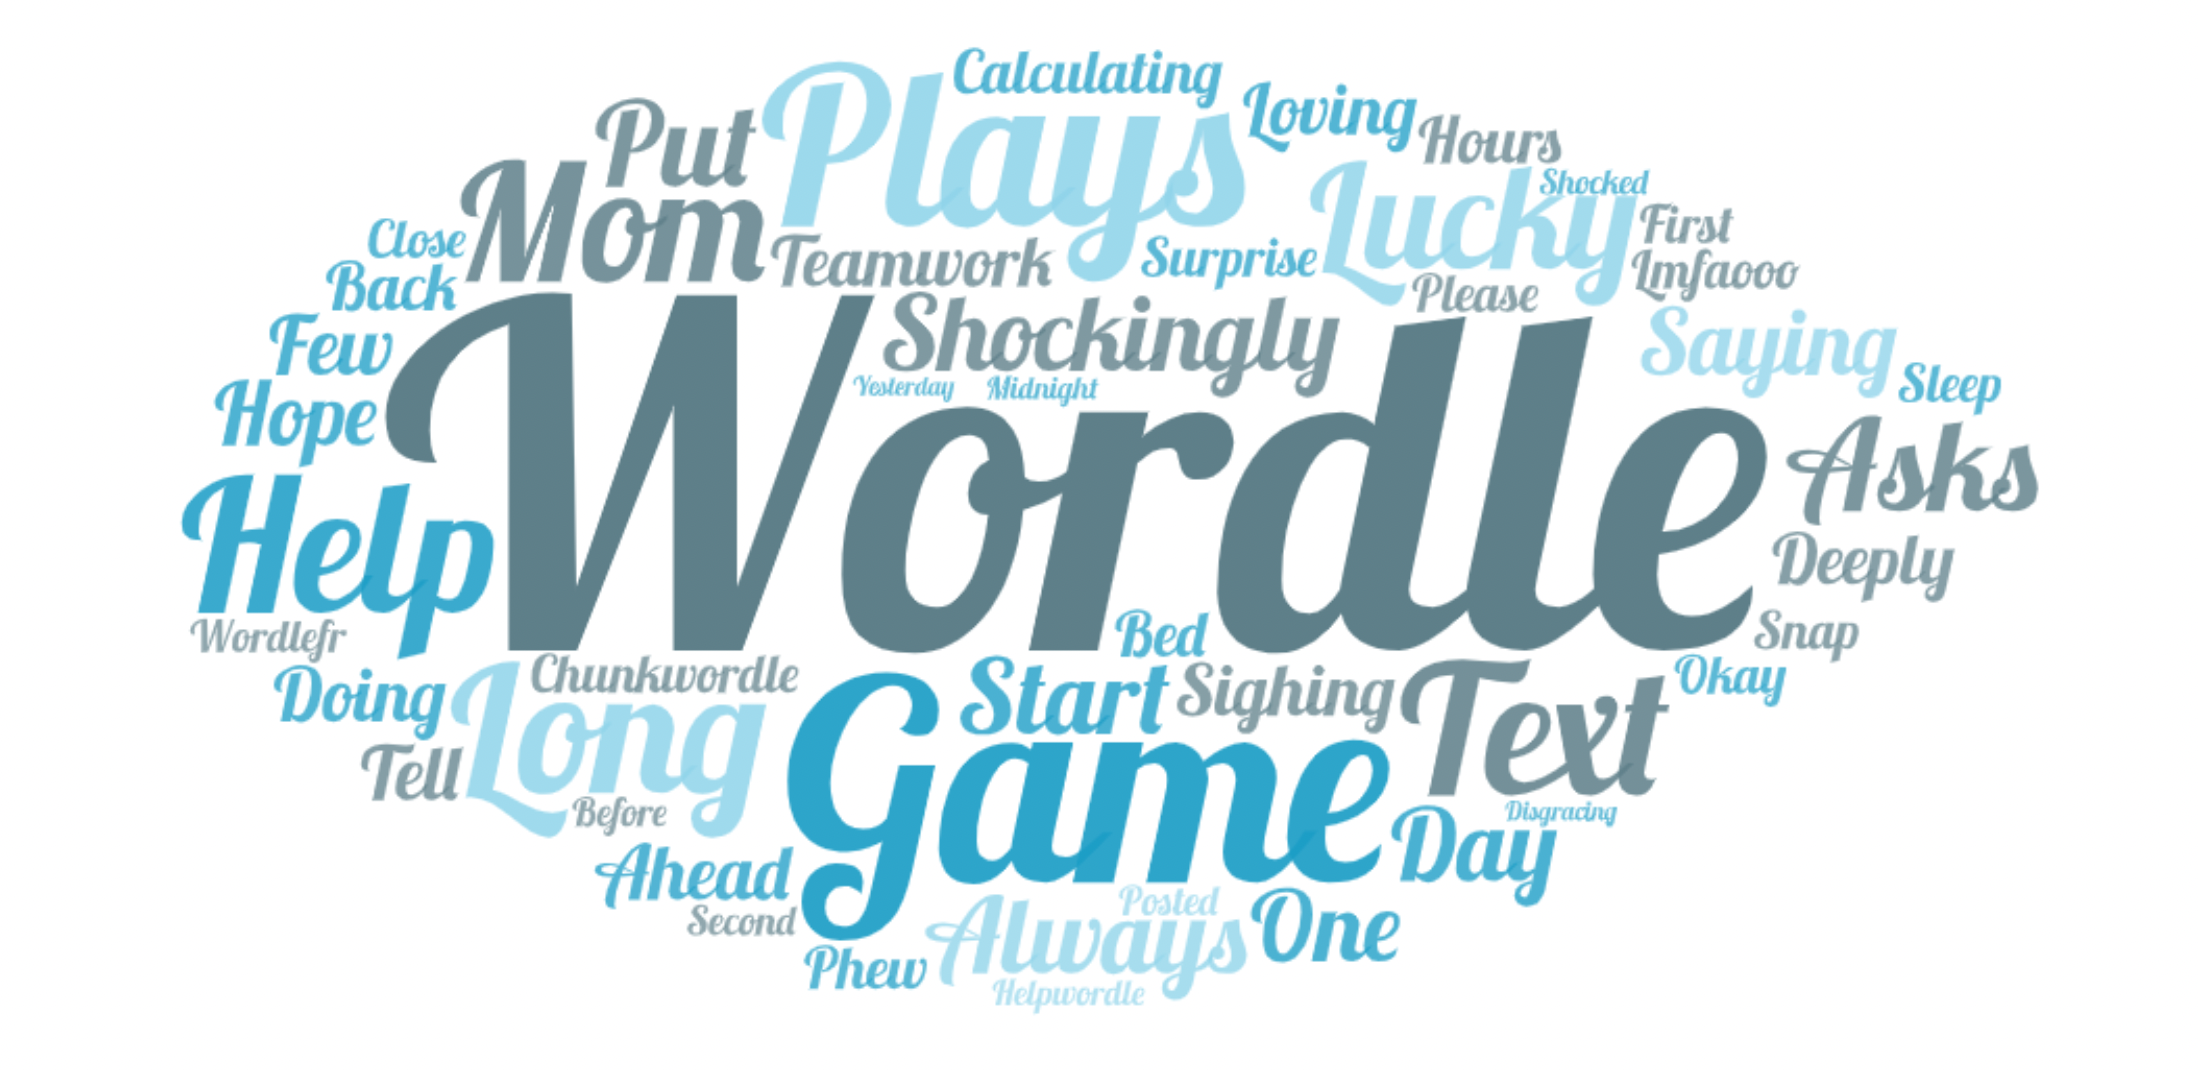 Calculating
Plays
Loving
Put
Hours
Mom
Lucky
Shocked
Close
First
Teamwork
Surprise
Lmfaooo
Back
Please
Shockingly
Few
Saying
Yesterday
Midnight
Sleep
Hope
Wordle
Asks
Help
Deeply
Wordlefr
Bed
Snap
Chunkwordle
Doing
Start
Sighing
Okay
Long
Text
Tell
Game
Before
Disgracing
Day
Ahead
Posted
Second
Always
One
Phew
Helpwordle